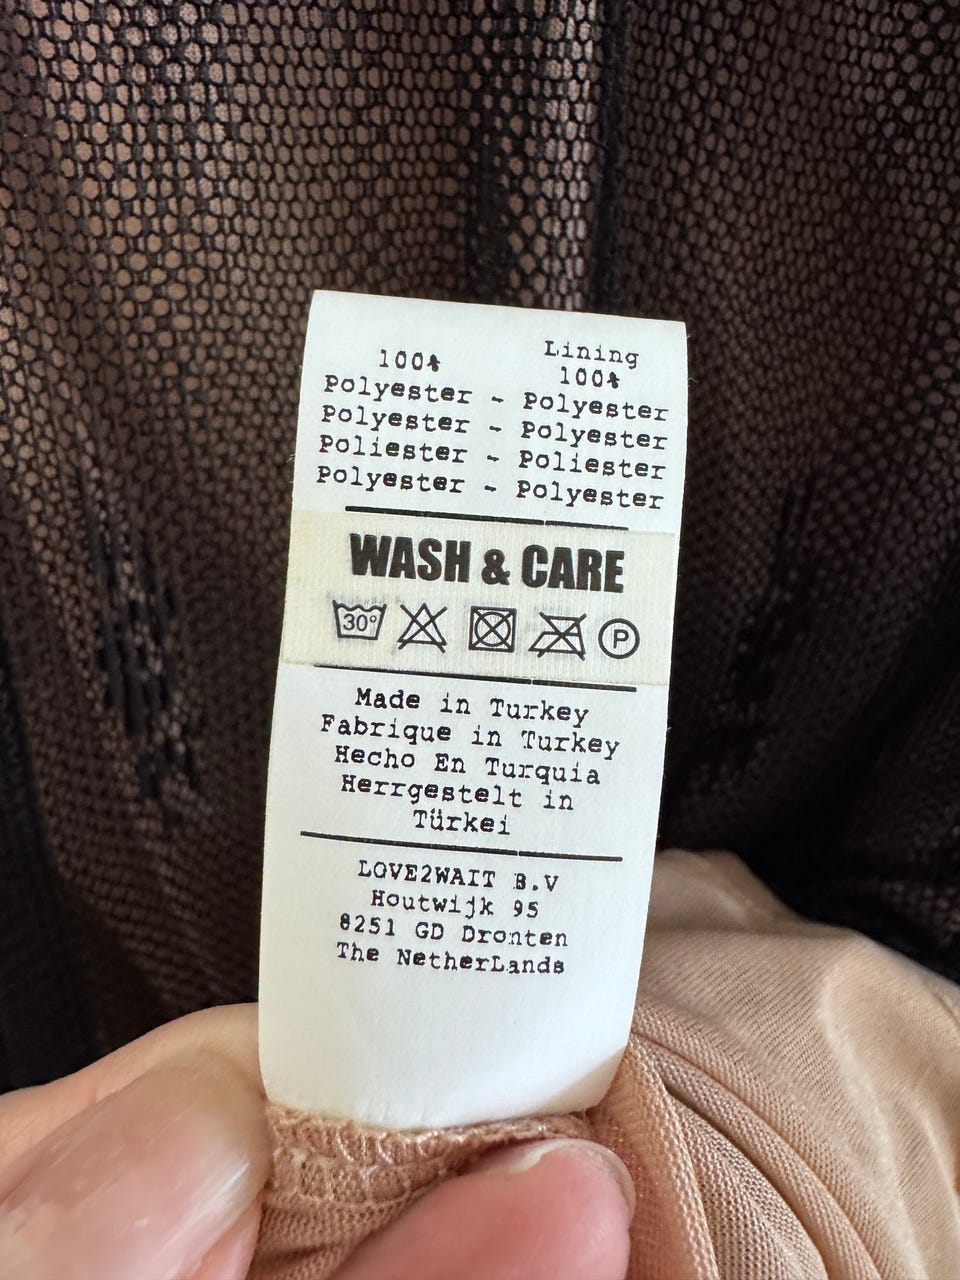 Lining
100% 100%
Polyester - Polyester
Polyester - Polyester
Poliester - Poliester
Polyester - Polyester
WASH & CARE
30° P
Made in Turkey
Fabrique in Turkey
Hecho En Turquia
Herrgestelt in
Türkei
LOVE2WAIT B.V
Houtwijk 95
8251 GD Dronten
The NetherLands